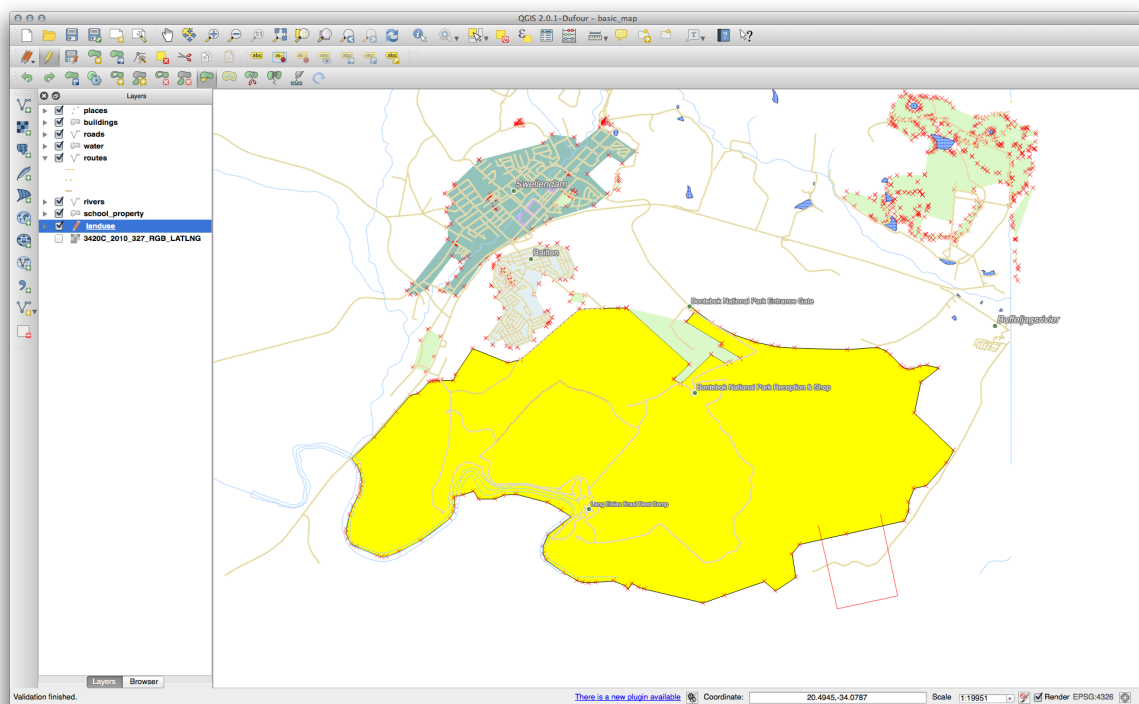 QGIS 2.0.1-Dufour - basic_map
Layers
places
buildings
roads
water
routes
rivers
school_property
landuse
3420C_2010_327_RGB_LATLNG
Swellendam
Railton
Bontebok National Park Entrance Gate
Buffeljagsrivier
Bontebok National Park Reception & Shop
Lang Elsies Kraal Rest Camp
Layers
Browser
Validation finished.
There is a new plugin available
Coordinate:
20.4945,-34.0787
Scale
1:19951
Render
EPSG:4326